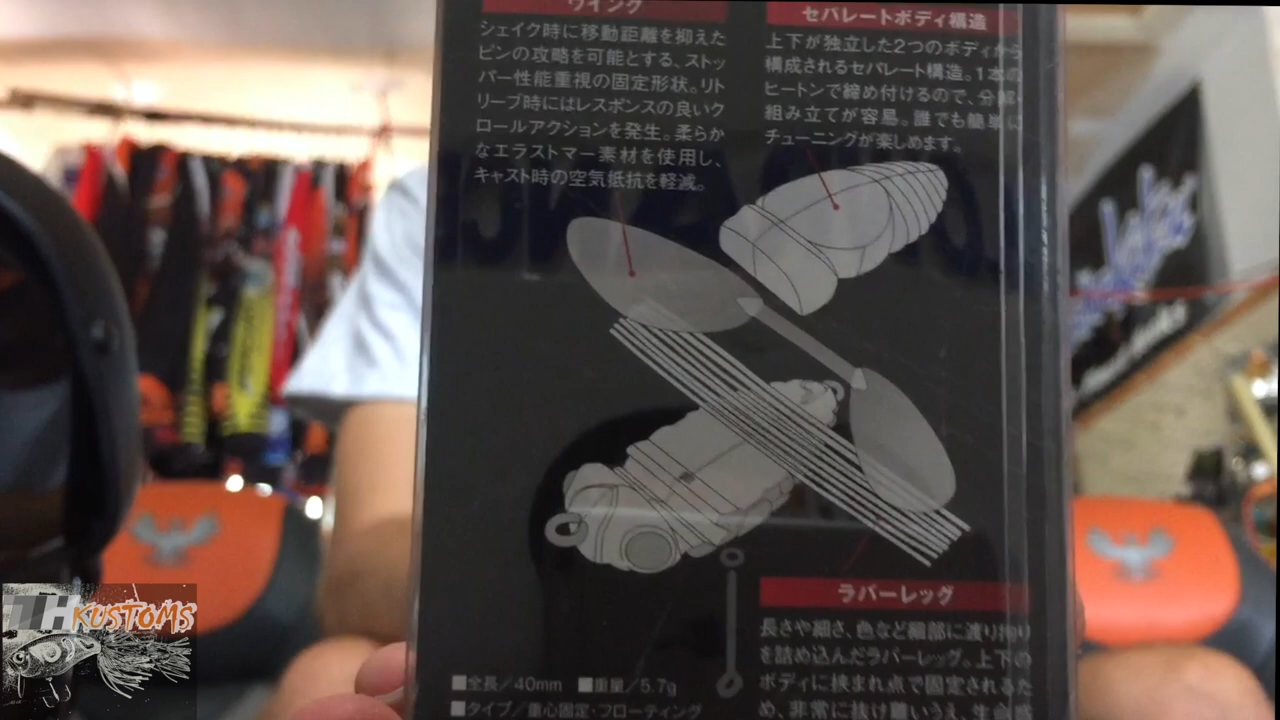 ウイング
シェイク時に移動距離を抑えた
ピンの攻略を可能とする、ストッ
パー性能重視の固定形状。リト
リーブ時にはレスポンスの良いク
ロールアクションを発生。柔らか
なエラストマー素材を使用し、
キャスト時の空気抵抗を軽減。
セパレートボディ構造
上下が独立した2つのボディから
構成されるセパレート構造。1本の
ヒートンで締め付けるので、分解・
組み立てが容易。誰でも簡単に
チューニングが楽しめます。
ラバーレッグ
長さや細さ、色など細部に渡り拘り
を詰め込んだラバーレッグ。上下の
ボディに挟まれ点で固定されるた
め、非常に抜け難いうえ、生命感
■全長／40mm ■重量／5.7g
■タイプ／重心固定・フローティング
TH KUSTOMS